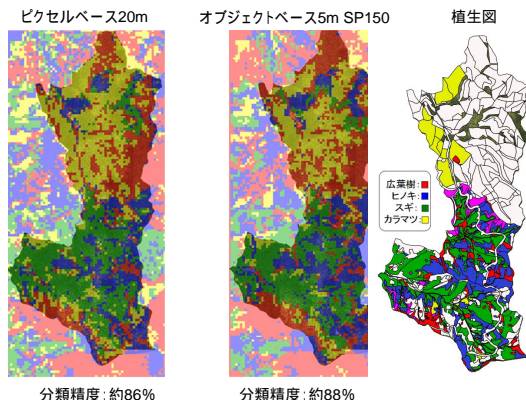 ピクセルベース20m
オブジェクトベース5m SP150
植生図
広葉樹:
ヒノキ:
スギ:
カラマツ:
分類精度:約86%
分類精度:約88%